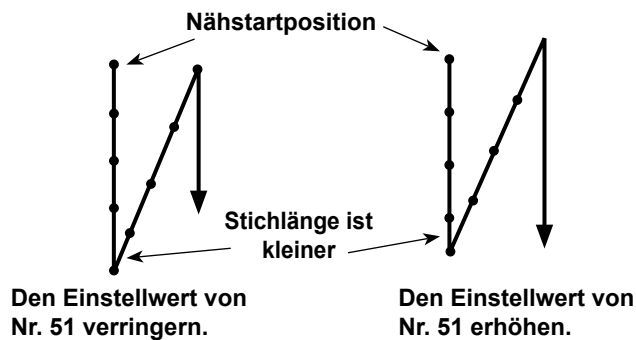 Nähstartposition
Stichlänge ist
kleiner
Den Einstellwert von
Nr. 51 verringern.
Den Einstellwert von
Nr. 51 erhöhen.